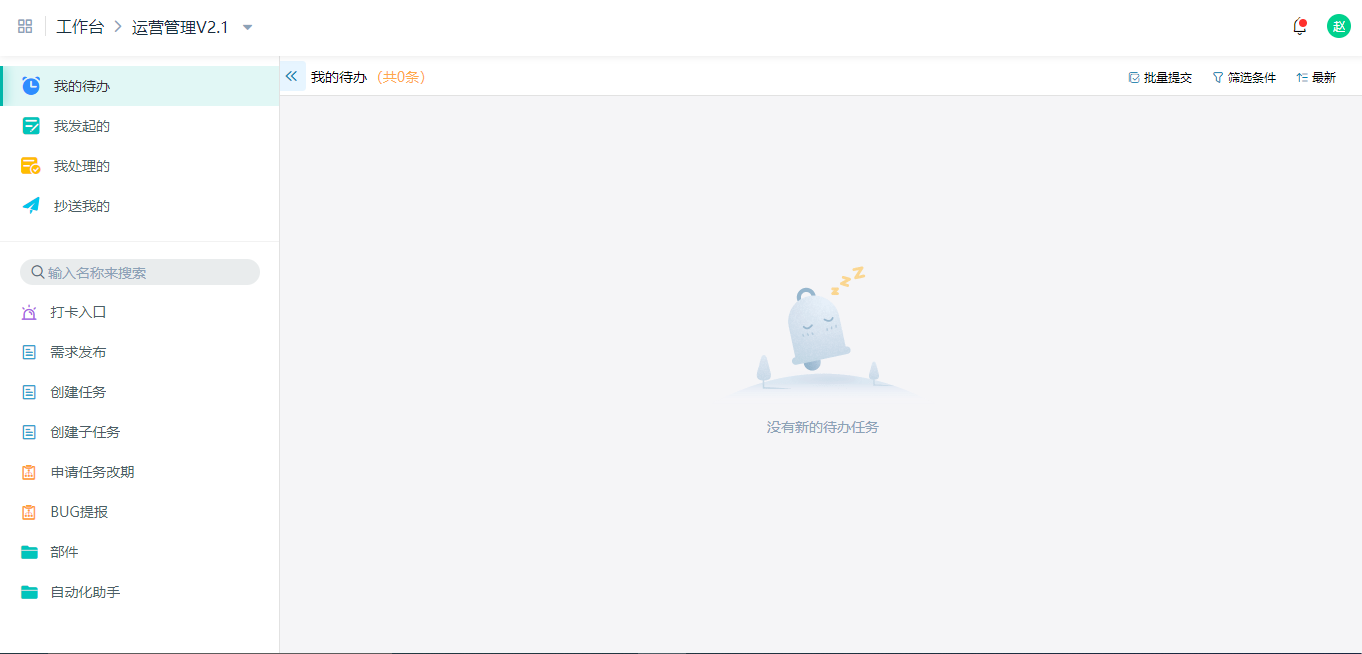 工作台 运营管理V2.1
赵
我的待办
我发起的
我处理的
抄送我的
输入名称来搜索
打卡入口
需求发布
创建任务
创建子任务
申请任务改期
BUG提报
部件
自动化助手
我的待办 (共0条)
批量提交 筛选条件 最新
z z z
没有新的待办任务